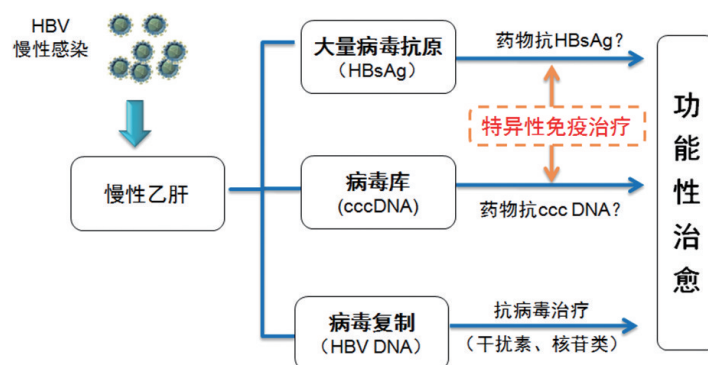 HBV
慢性感染
慢性乙肝
大量病毒抗原
（HBsAg）
药物抗HBsAg？
特异性免疫治疗
病毒库
(cccDNA)
药物抗ccc DNA？
病毒复制
(HBV DNA)
抗病毒治疗
（干扰素、核苷类）
功能性治愈